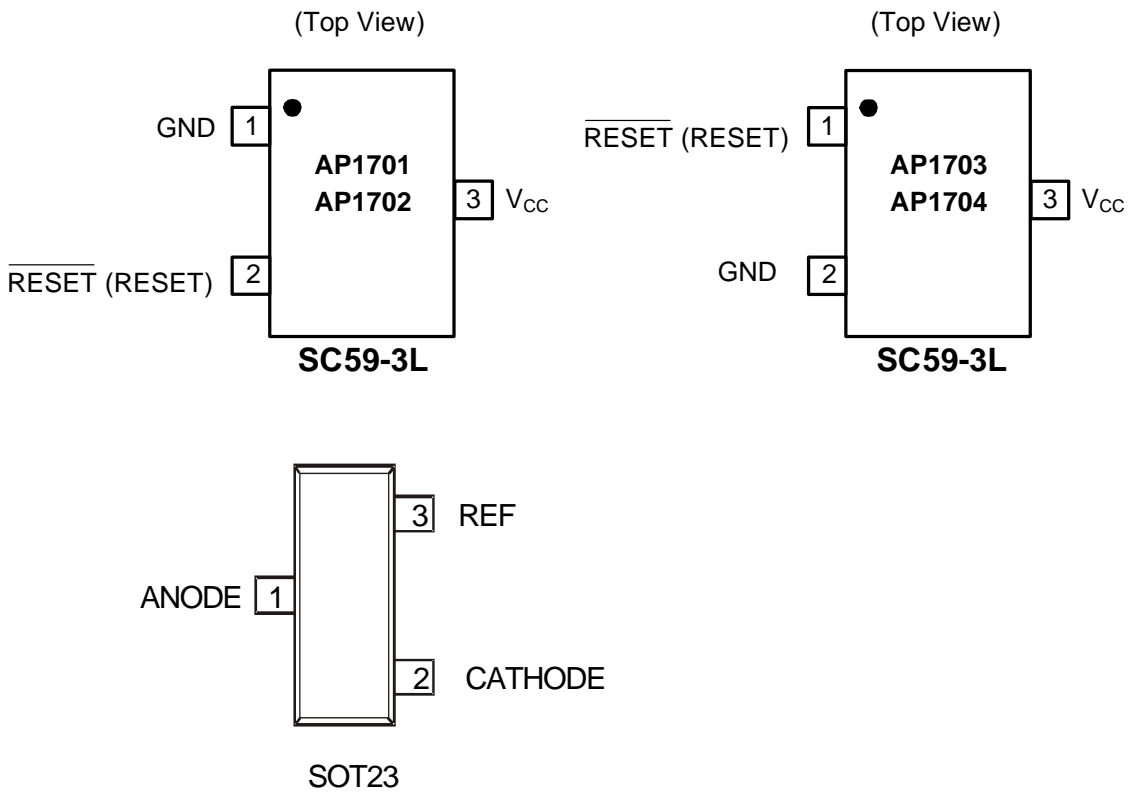 (Top View)
GND 1
AP1701
AP1702
3 VCC
RESET (RESET) 2
SC59-3L
(Top View)
RESET (RESET) 1
AP1703
AP1704
3 VCC
GND 2
SC59-3L
3 REF
ANODE 1
2 CATHODE
SOT23